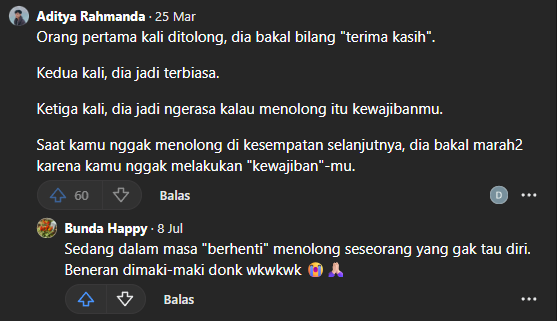 Aditya Rahmanda · 25 Mar
Orang pertama kali ditolong, dia bakal bilang "terima kasih".
Kedua kali, dia jadi terbiasa.
Ketiga kali, dia jadi ngerasa kalau menolong itu kewajibanmu.
Saat kamu nggak menolong di kesempatan selanjutnya, dia bakal marah2
karena kamu nggak melakukan "kewajiban"-mu.
60 Balas D
Bunda Happy · 8 Jul
Sedang dalam masa "berhenti" menolong seseorang yang gak tau diri.
Beneran dimaki-maki donk wkwkwk 😭🙏🏻
Balas